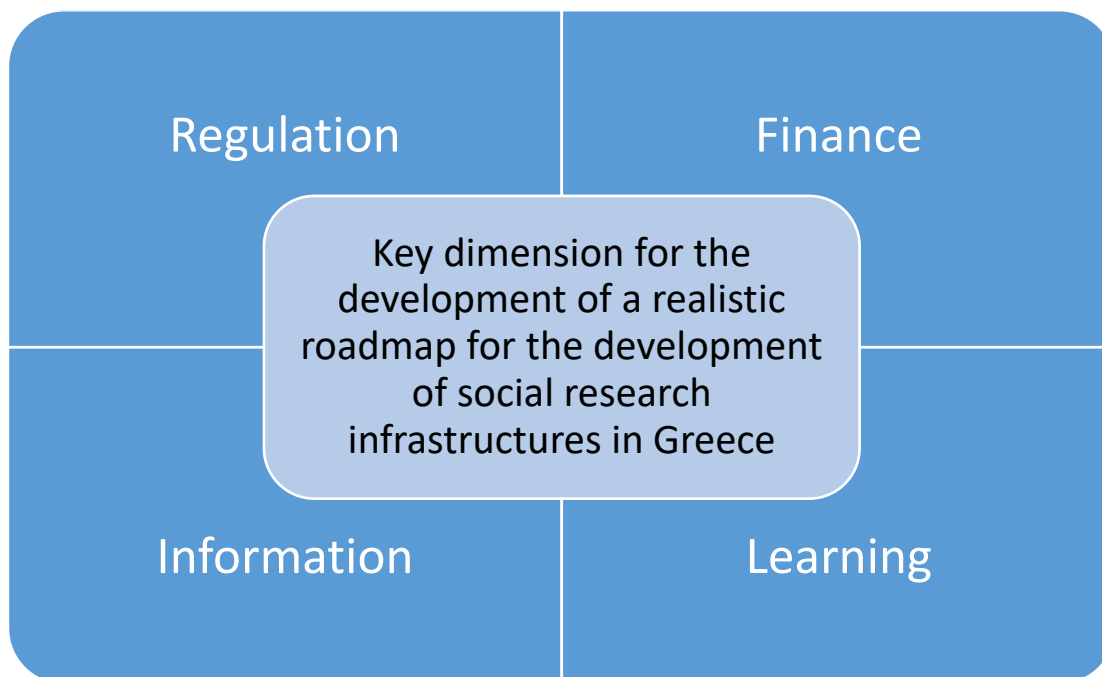 Regulation
Finance
Key dimension for the
development of a realistic
roadmap for the development
of social research
infrastructures in Greece
Information
Learning